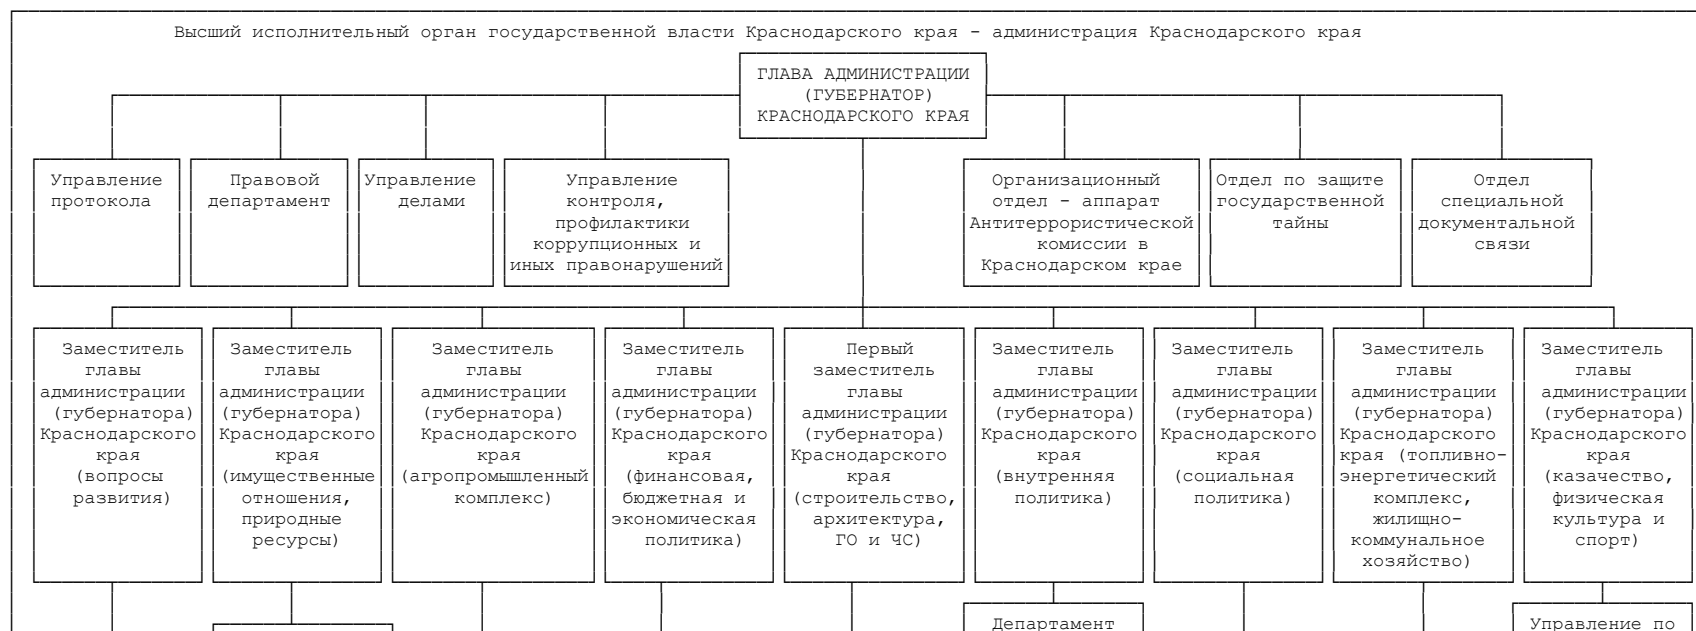 Высший исполнительный орган государственной власти Краснодарского края - администрация Краснодарского края
ГЛАВА АДМИНИСТРАЦИИ
(ГУБЕРНАТОР)
КРАСНОДАРСКОГО КРАЯ
Управление
протокола
Правовой
департамент
Управление
делами
Управление
контроля,
профилактики
коррупционных и
иных правонарушений
Организационный
отдел - аппарат
Антитеррористической
комиссии в
Краснодарском крае
Отдел по защите
государственной
тайны
Отдел
специальной
документальной
связи
Заместитель
главы
администрации
(губернатора)
Краснодарского
края
(вопросы
развития)
Заместитель
главы
администрации
(губернатора)
Краснодарского
края
(имущественные
отношения,
природные
ресурсы)
Заместитель
главы
администрации
(губернатора)
Краснодарского
края
(агропромышленный
комплекс)
Заместитель
главы
администрации
(губернатора)
Краснодарского
края
(финансовая,
бюджетная и
экономическая
политика)
Первый
заместитель
главы
администрации
(губернатора)
Краснодарского
края
(строительство,
архитектура,
ГО и ЧС)
Заместитель
главы
администрации
(губернатора)
Краснодарского
края
(внутренняя
политика)
Заместитель
главы
администрации
(губернатора)
Краснодарского
края
(социальная
политика)
Заместитель
главы
администрации
(губернатора)
Краснодарского
края (топливно-
энергетический
комплекс,
жилищно-
коммунальное
хозяйство)
Заместитель
главы
администрации
(губернатора)
Краснодарского
края
(казачество,
физическая
культура и
спорт)
Департамент
Управление по